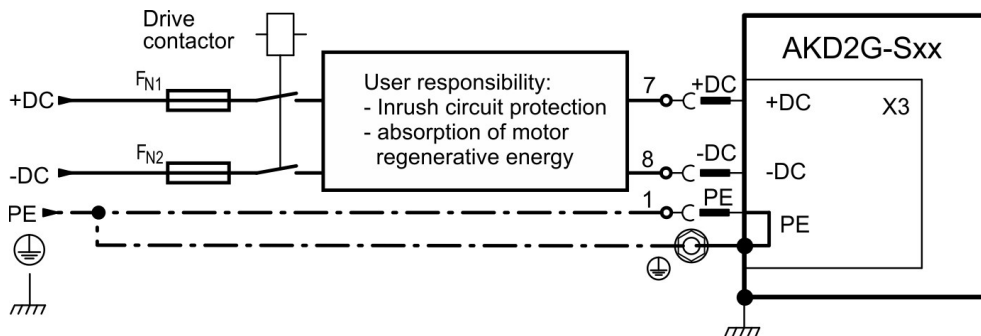 Drive
contactor
AKD2G-Sxx
FN1
User responsibility:
- Inrush circuit protection
- absorption of motor
regenerative energy
7
+DC
+DC
+DC
X3
FN2
8
-DC
-DC
-DC
PE
1
PE
PE